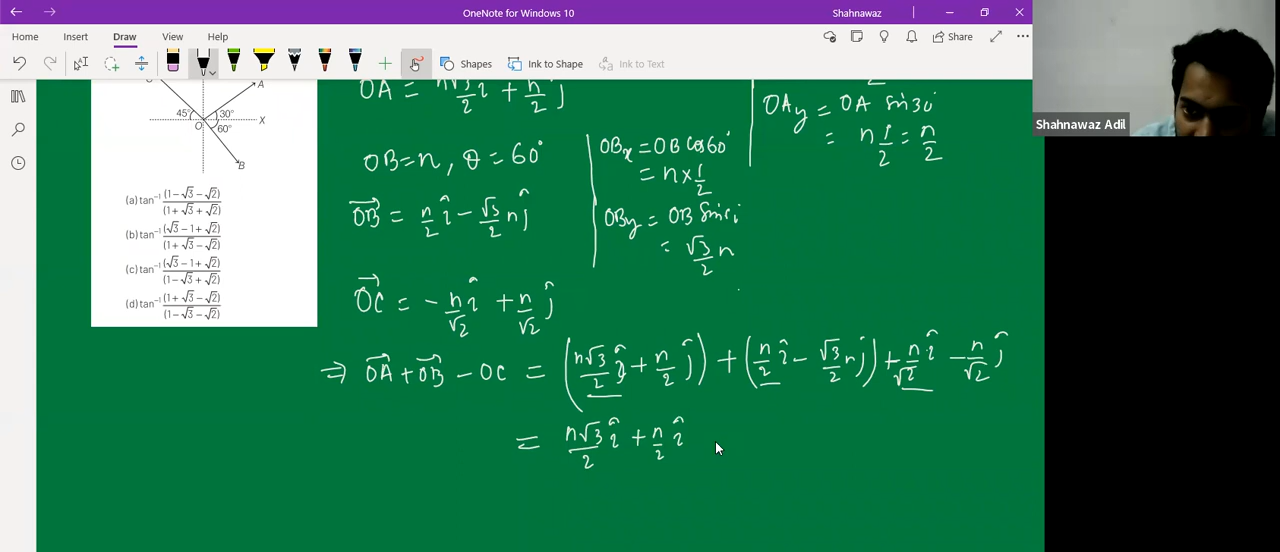 OneNote for Windows 10
Shahnawaz
Home Insert Draw View Help
Share
Shapes Ink to Shape Ink to Text
Shahnawaz Adil
A
45° 30°
O X
60°
B
(a) tan⁻¹ (1−√3−√2)/(1+√3+√2)
(b) tan⁻¹ (√3−1+√2)/(1+√3−√2)
(c) tan⁻¹ (√3−1+√2)/(1−√3+√2)
(d) tan⁻¹ (1+√3−√2)/(1−√3−√2)
OA = n√3/2 î + n/2 ĵ
OB=n, θ=60°
OB⃗ = n/2 î − √3/2 nĵ
OC⃗ = −n/√2 î + n/√2 ĵ
OBx = OB cos60°
= n×1/2
OBy = OB Sin
= √3/2 n
OAy = OA sin30°
= n 1/2 = n/2
⇒ OA⃗ + OB⃗ − OC = (n√3/2 î + n/2 ĵ) + (n/2 î − √3/2 nĵ) + n/√2 î − n/√2 ĵ
= n√3/2 î + n/2 î